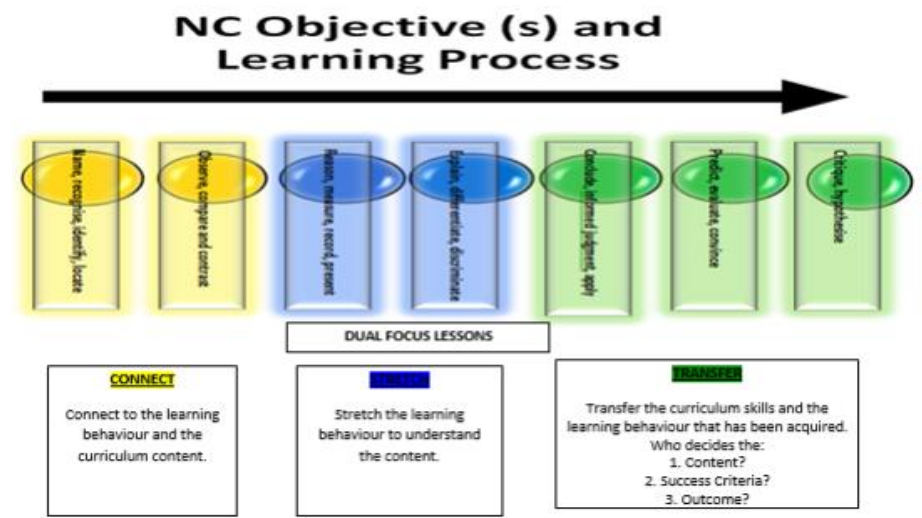 NC Objective (s) and
Learning Process
Name, recognise, identify, locate
Observe, compare and contrast
Reason, measure, record, present
Explain, differentiate, discriminate
Conclude, informed judgment, apply
Predict, evaluate, convince
Critique, hypothesise
DUAL FOCUS LESSONS
CONNECT
Connect to the learning
behaviour and the
curriculum content.
STRETCH
Stretch the learning
behaviour to understand
the content.
TRANSFER
Transfer the curriculum skills and the
learning behaviour that has been acquired.
Who decides the:
1. Content?
2. Success Criteria?
3. Outcome?